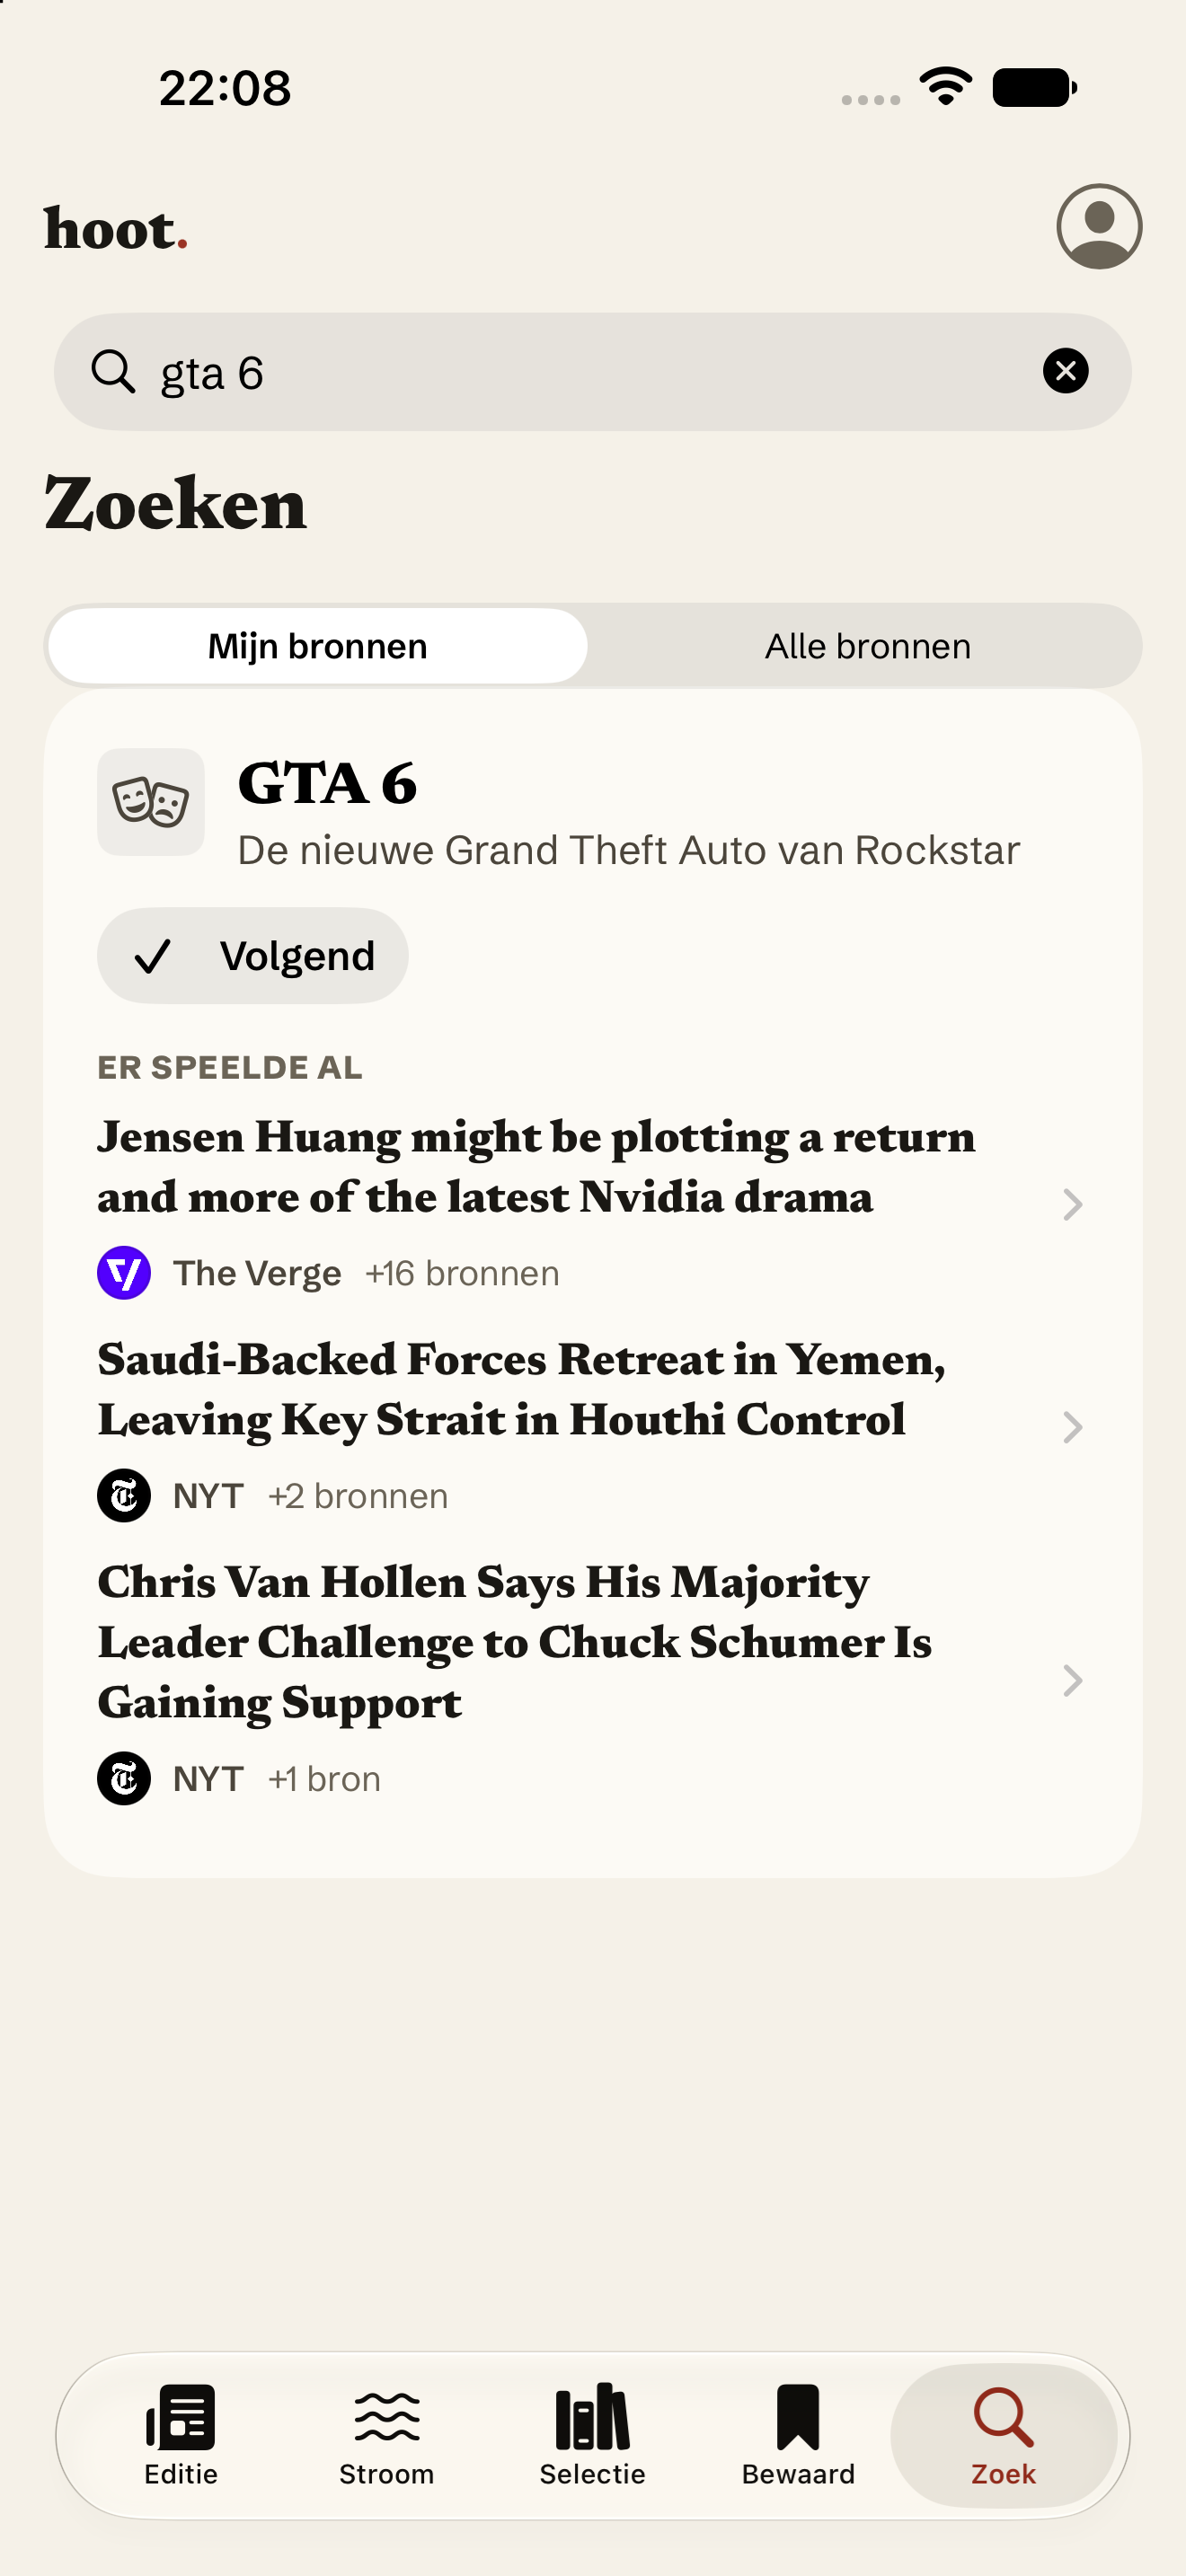 22:08
hoot.
gta 6
Zoeken
Mijn bronnen
Alle bronnen
GTA 6
De nieuwe Grand Theft Auto van Rockstar
Volgend
ER SPEELDE AL
Jensen Huang might be plotting a return
and more of the latest Nvidia drama
The Verge +16 bronnen
Saudi-Backed Forces Retreat in Yemen,
Leaving Key Strait in Houthi Control
NYT +2 bronnen
Chris Van Hollen Says His Majority
Leader Challenge to Chuck Schumer Is
Gaining Support
NYT +1 bron
Editie
Stroom
Selectie
Bewaard
Zoek